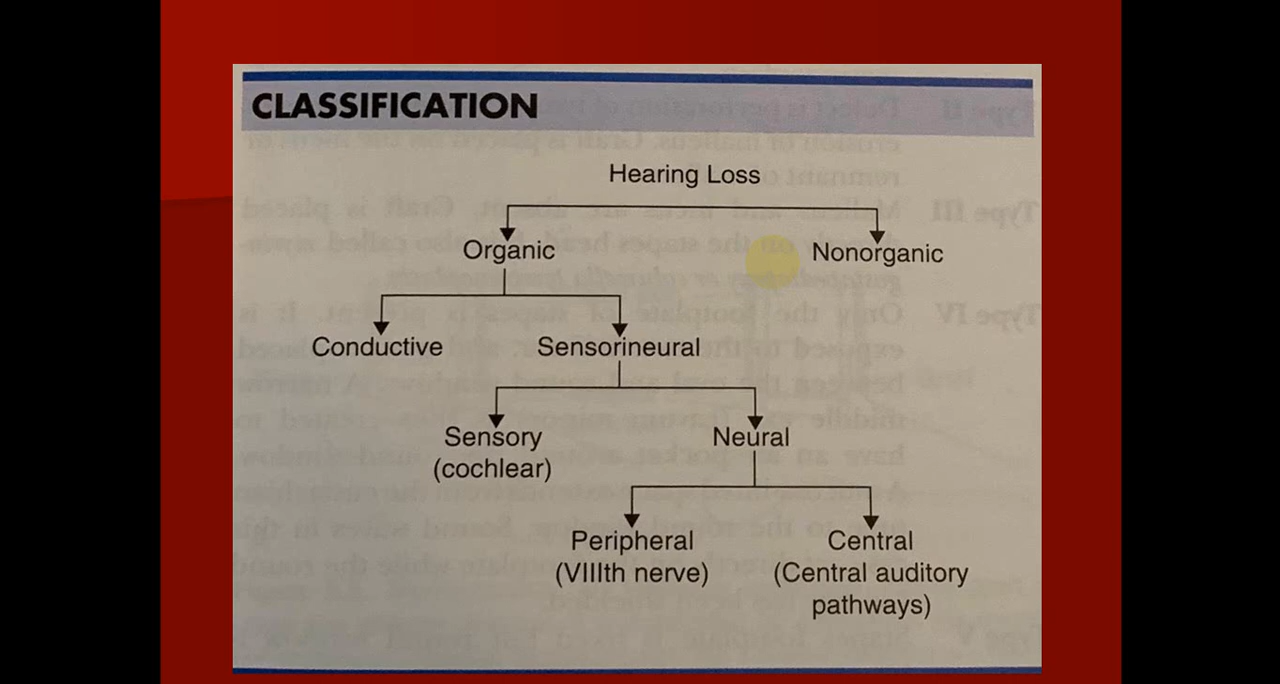 CLASSIFICATION
Hearing Loss
Organic
Nonorganic
Conductive
Sensorineural
Sensory
(cochlear)
Neural
Peripheral
(VIIIth nerve)
Central
(Central auditory
pathways)